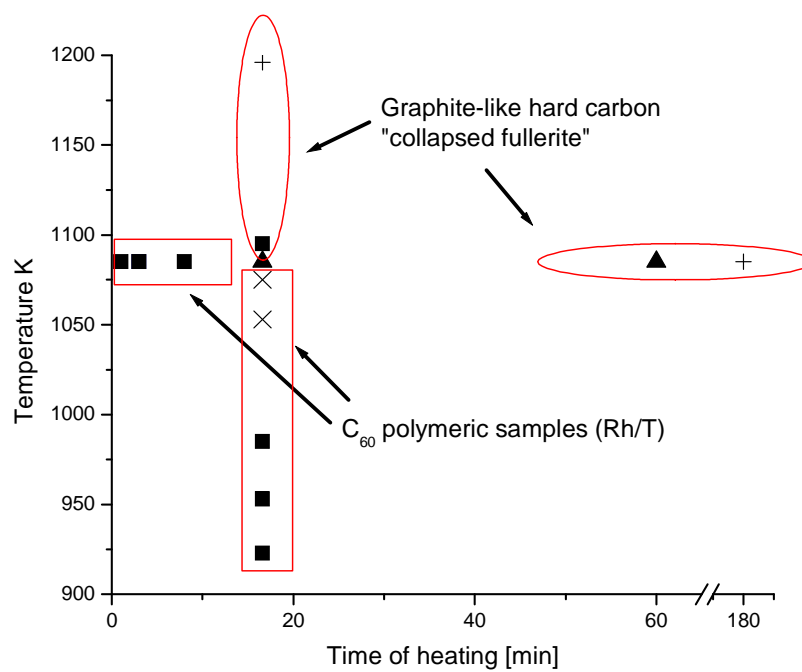 1200
1150
1100
1050
1000
950
900
Temperature K
Graphite-like hard carbon
"collapsed fullerite"
C60 polymeric samples (Rh/T)
0 20 40 60 180
Time of heating [min]